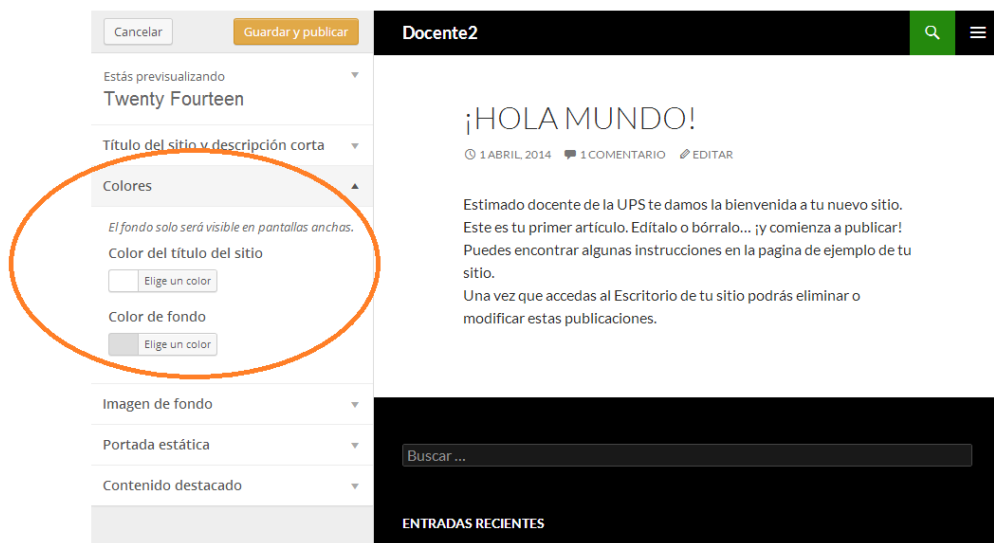 Cancelar
Guardar y publicar
Estás previsualizando
Twenty Fourteen
Título del sitio y descripción corta
Colores
El fondo solo será visible en pantallas anchas.
Color del título del sitio
Elige un color
Color de fondo
Elige un color
Imagen de fondo
Portada estática
Contenido destacado
Docente2
¡HOLA MUNDO!
1 ABRIL, 2014 1 COMENTARIO EDITAR
Estimado docente de la UPS te damos la bienvenida a tu nuevo sitio.
Este es tu primer artículo. Edítalo o bórralo… ¡y comienza a publicar!
Puedes encontrar algunas instrucciones en la pagina de ejemplo de tu
sitio.
Una vez que accedas al Escritorio de tu sitio podrás eliminar o
modificar estas publicaciones.
Buscar …
ENTRADAS RECIENTES